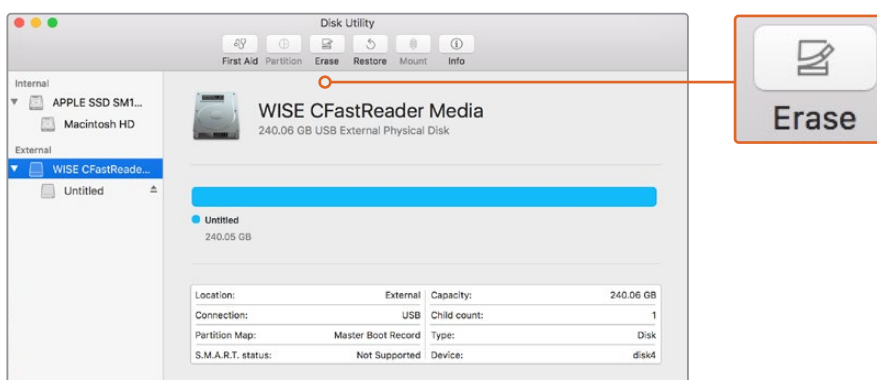 Disk Utility
First Aid Partition Erase Restore Mount Info
Erase
Internal
APPLE SSD SM1...
Macintosh HD
External
WISE CFastReade...
Untitled
WISE CFastReader Media
240.06 GB USB External Physical Disk
Untitled
240.05 GB
Location: External Capacity: 240.06 GB
Connection: USB Child count: 1
Partition Map: Master Boot Record Type: Disk
S.M.A.R.T. status: Not Supported Device: disk4